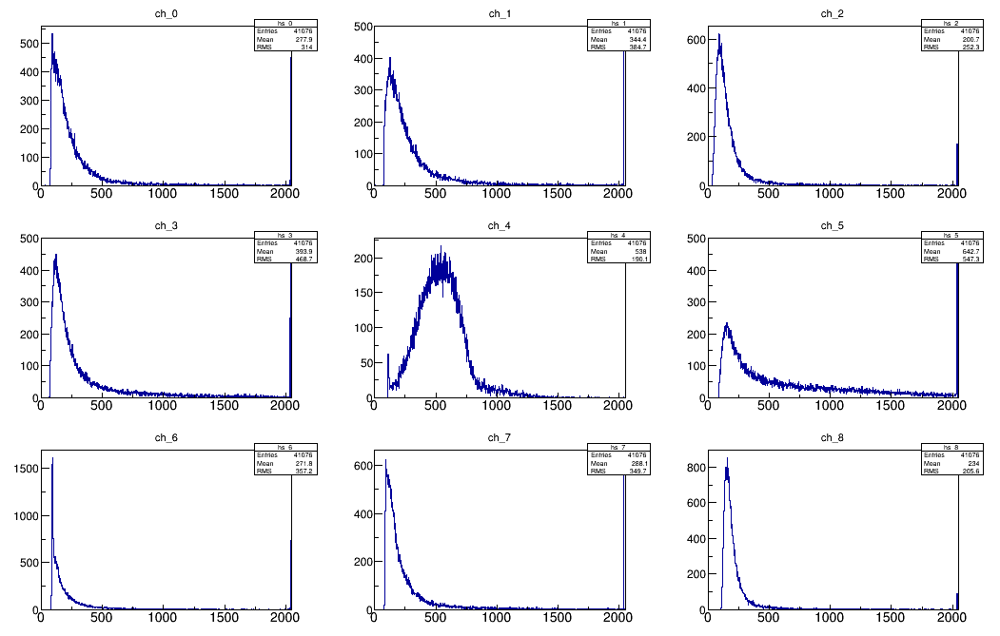 ch_0
hs_0
Entries 41076
Mean 277.9
RMS 314
500
400
300
200
100
0
0 500 1000 1500 2000
ch_1
hs_1
Entries 41076
Mean 344.4
RMS 384.7
500
400
300
200
100
0
0 500 1000 1500 2000
ch_2
hs_2
Entries 41076
Mean 200.7
RMS 252.3
600
400
200
0
0 500 1000 1500 2000
ch_3
hs_3
Entries 41076
Mean 393.9
RMS 468.7
500
400
300
200
100
0
0 500 1000 1500 2000
ch_4
hs_4
Entries 41076
Mean 538
RMS 190.1
200
150
100
50
0
0 500 1000 1500 2000
ch_5
hs_5
Entries 41076
Mean 642.7
RMS 547.3
500
400
300
200
100
0
0 500 1000 1500 2000
ch_6
hs_6
Entries 41076
Mean 271.8
RMS 357.2
1500
1000
500
0
0 500 1000 1500 2000
ch_7
hs_7
Entries 41076
Mean 288.1
RMS 349.7
600
400
200
0
0 500 1000 1500 2000
ch_8
hs_8
Entries 41076
Mean 234
RMS 205.6
800
600
400
200
0
0 500 1000 1500 2000